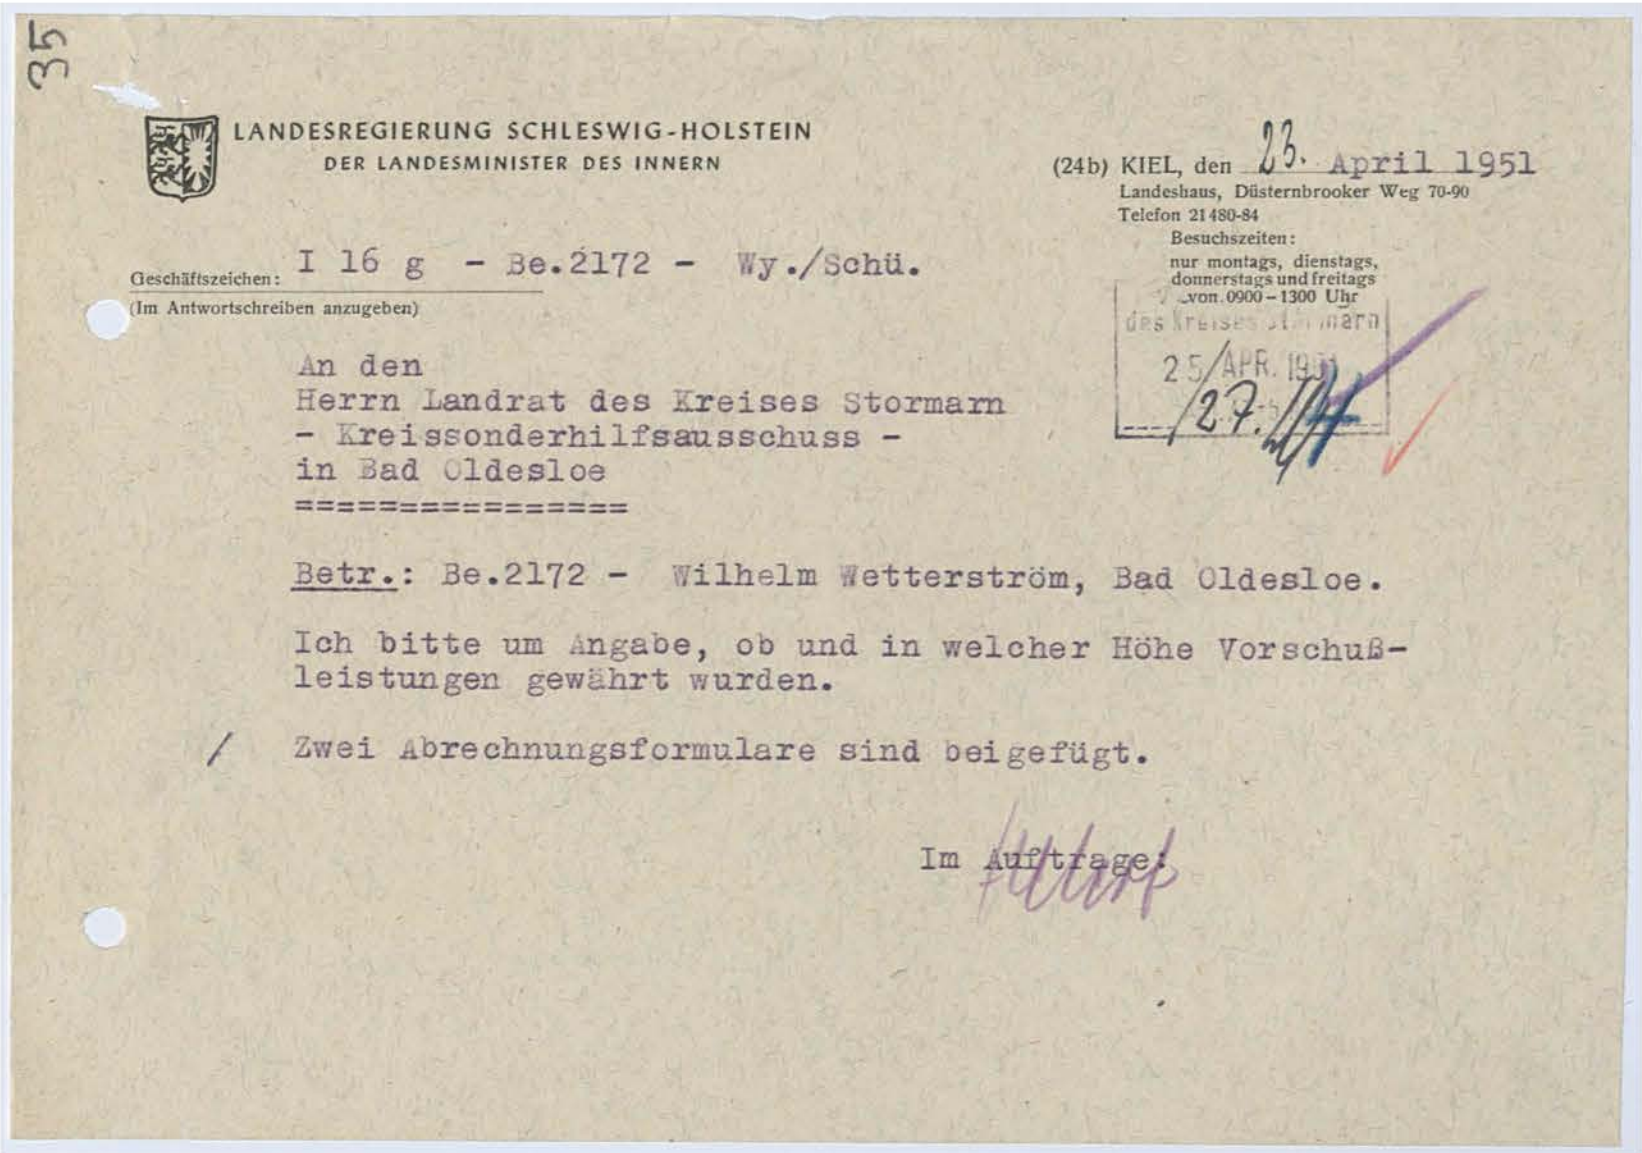 35
LANDESREGIERUNG SCHLESWIG-HOLSTEIN
DER LANDESMINISTER DES INNERN
(24b) KIEL, den 23. April 1951
Landeshaus, Düsternbrooker Weg 70-90
Telefon 21480-84
Besuchszeiten:
nur montags, dienstags,
donnerstags und freitags
von 0900-1300 Uhr
Geschäftszeichen: I 16 g - Be.2172 - Wy./Schü.
(Im Antwortschreiben anzugeben)
des Kreises Stormarn
25. APR. 1951
27.
An den
Herrn Landrat des Kreises Stormarn
- Kreissonderhilfsausschuss -
in Bad Oldesloe
================
Betr.: Be.2172 - Wilhelm Wetterström, Bad Oldesloe.
Ich bitte um Angabe, ob und in welcher Höhe Vorschuß-
leistungen gewährt wurden.
/ Zwei Abrechnungsformulare sind beigefügt.
Im Auftrage: